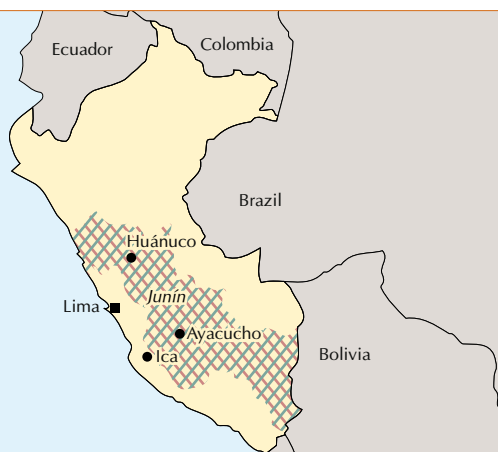 Ecuador
Colombia
Brazil
Huánuco
Junín
Lima
Ayacucho
Ica
Bolivia